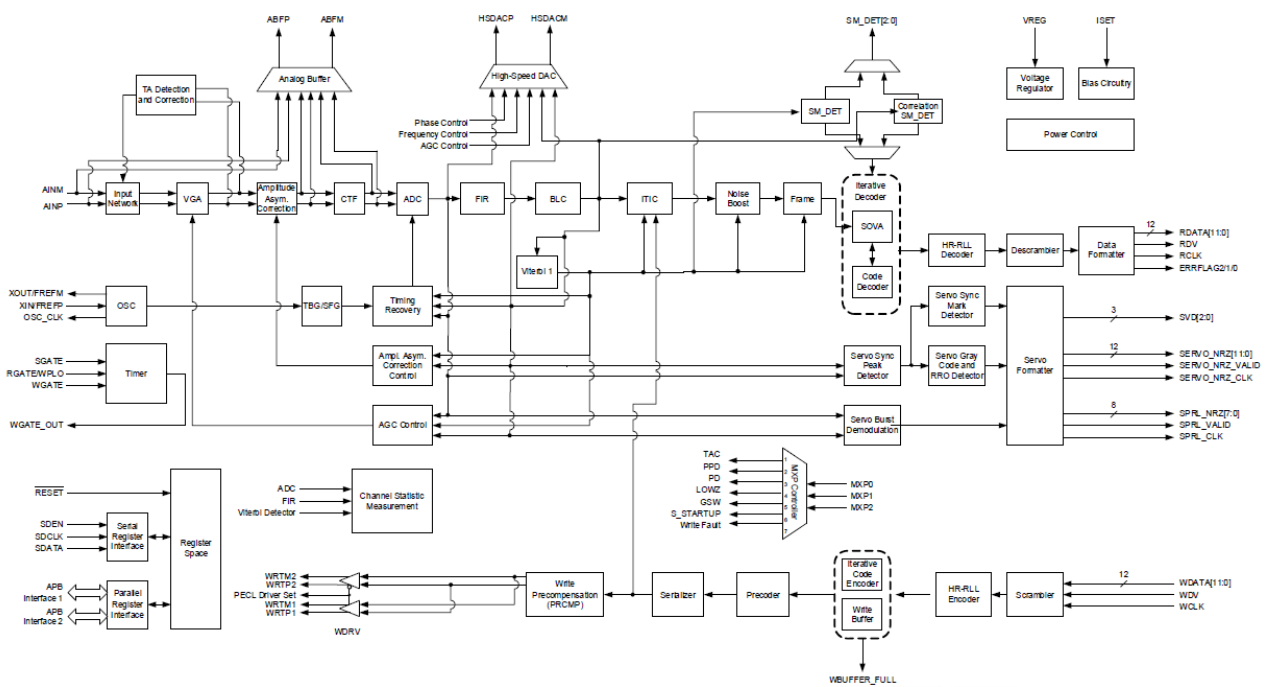 ABFP ABFM HSDACP HSDACM SM_DET[2:0] VREG ISET
Analog Buffer
High-Speed DAC
TA Detection
and Correction
Voltage
Regulator
Bias Circuitry
SM_DET
Correlation
SM_DET
Phase Control
Frequency Control
AGC Control
Power Control
AINM
AINP
Input
Network
VGA
Amplitude
Asym.
Correction
CTF
ADC
FIR
BLC
ITIC
Noise
Boost
Frame
Iterative
Decoder
SOVA
Code
Decoder
HR-RLL
Decoder
Descrambler
Data
Formatter
12
RDATA[11:0]
RDV
RCLK
ERRFLAG2/1/0
Viterbi 1
XOUT/FREFM
XIN/FREFP
OSC_CLK
OSC
TBG/SFG
Timing
Recovery
Servo Sync
Mark
Detector
3
SVD[2:0]
SGATE
RGATE/WPLO
WGATE
Timer
WGATE_OUT
Ampl. Asym.
Correction
Control
Servo Sync
Peak
Detector
Servo Gray
Code and
RRO Detector
Servo
Formatter
12
SERVO_NRZ[11:0]
SERVO_NRZ_VALID
SERVO_NRZ_CLK
AGC Control
Servo Burst
Demodulation
8
SPRL_NRZ[7:0]
SPRL_VALID
SPRL_CLK
RESET
SDEN
SDCLK
SDATA
Serial
Register
Interface
Register
Space
APB
Interface 1
APB
Interface 2
Parallel
Register
Interface
ADC
FIR
Viterbi Detector
Channel Statistic
Measurement
TAC
PPD
PD
LOWZ
GSW
S_STARTUP
Write Fault
1
2
3
4
5
6
7
MXP Controller
MXP0
MXP1
MXP2
WRTM2
WRTP2
PECL Driver Set
WRTM1
WRTP1
WDRV
Write
Precompensation
(PRCMP)
Serializer
Precoder
Iterative
Code
Encoder
Write
Buffer
WBUFFER_FULL
HR-RLL
Encoder
Scrambler
12
WDATA[11:0]
WDV
WCLK